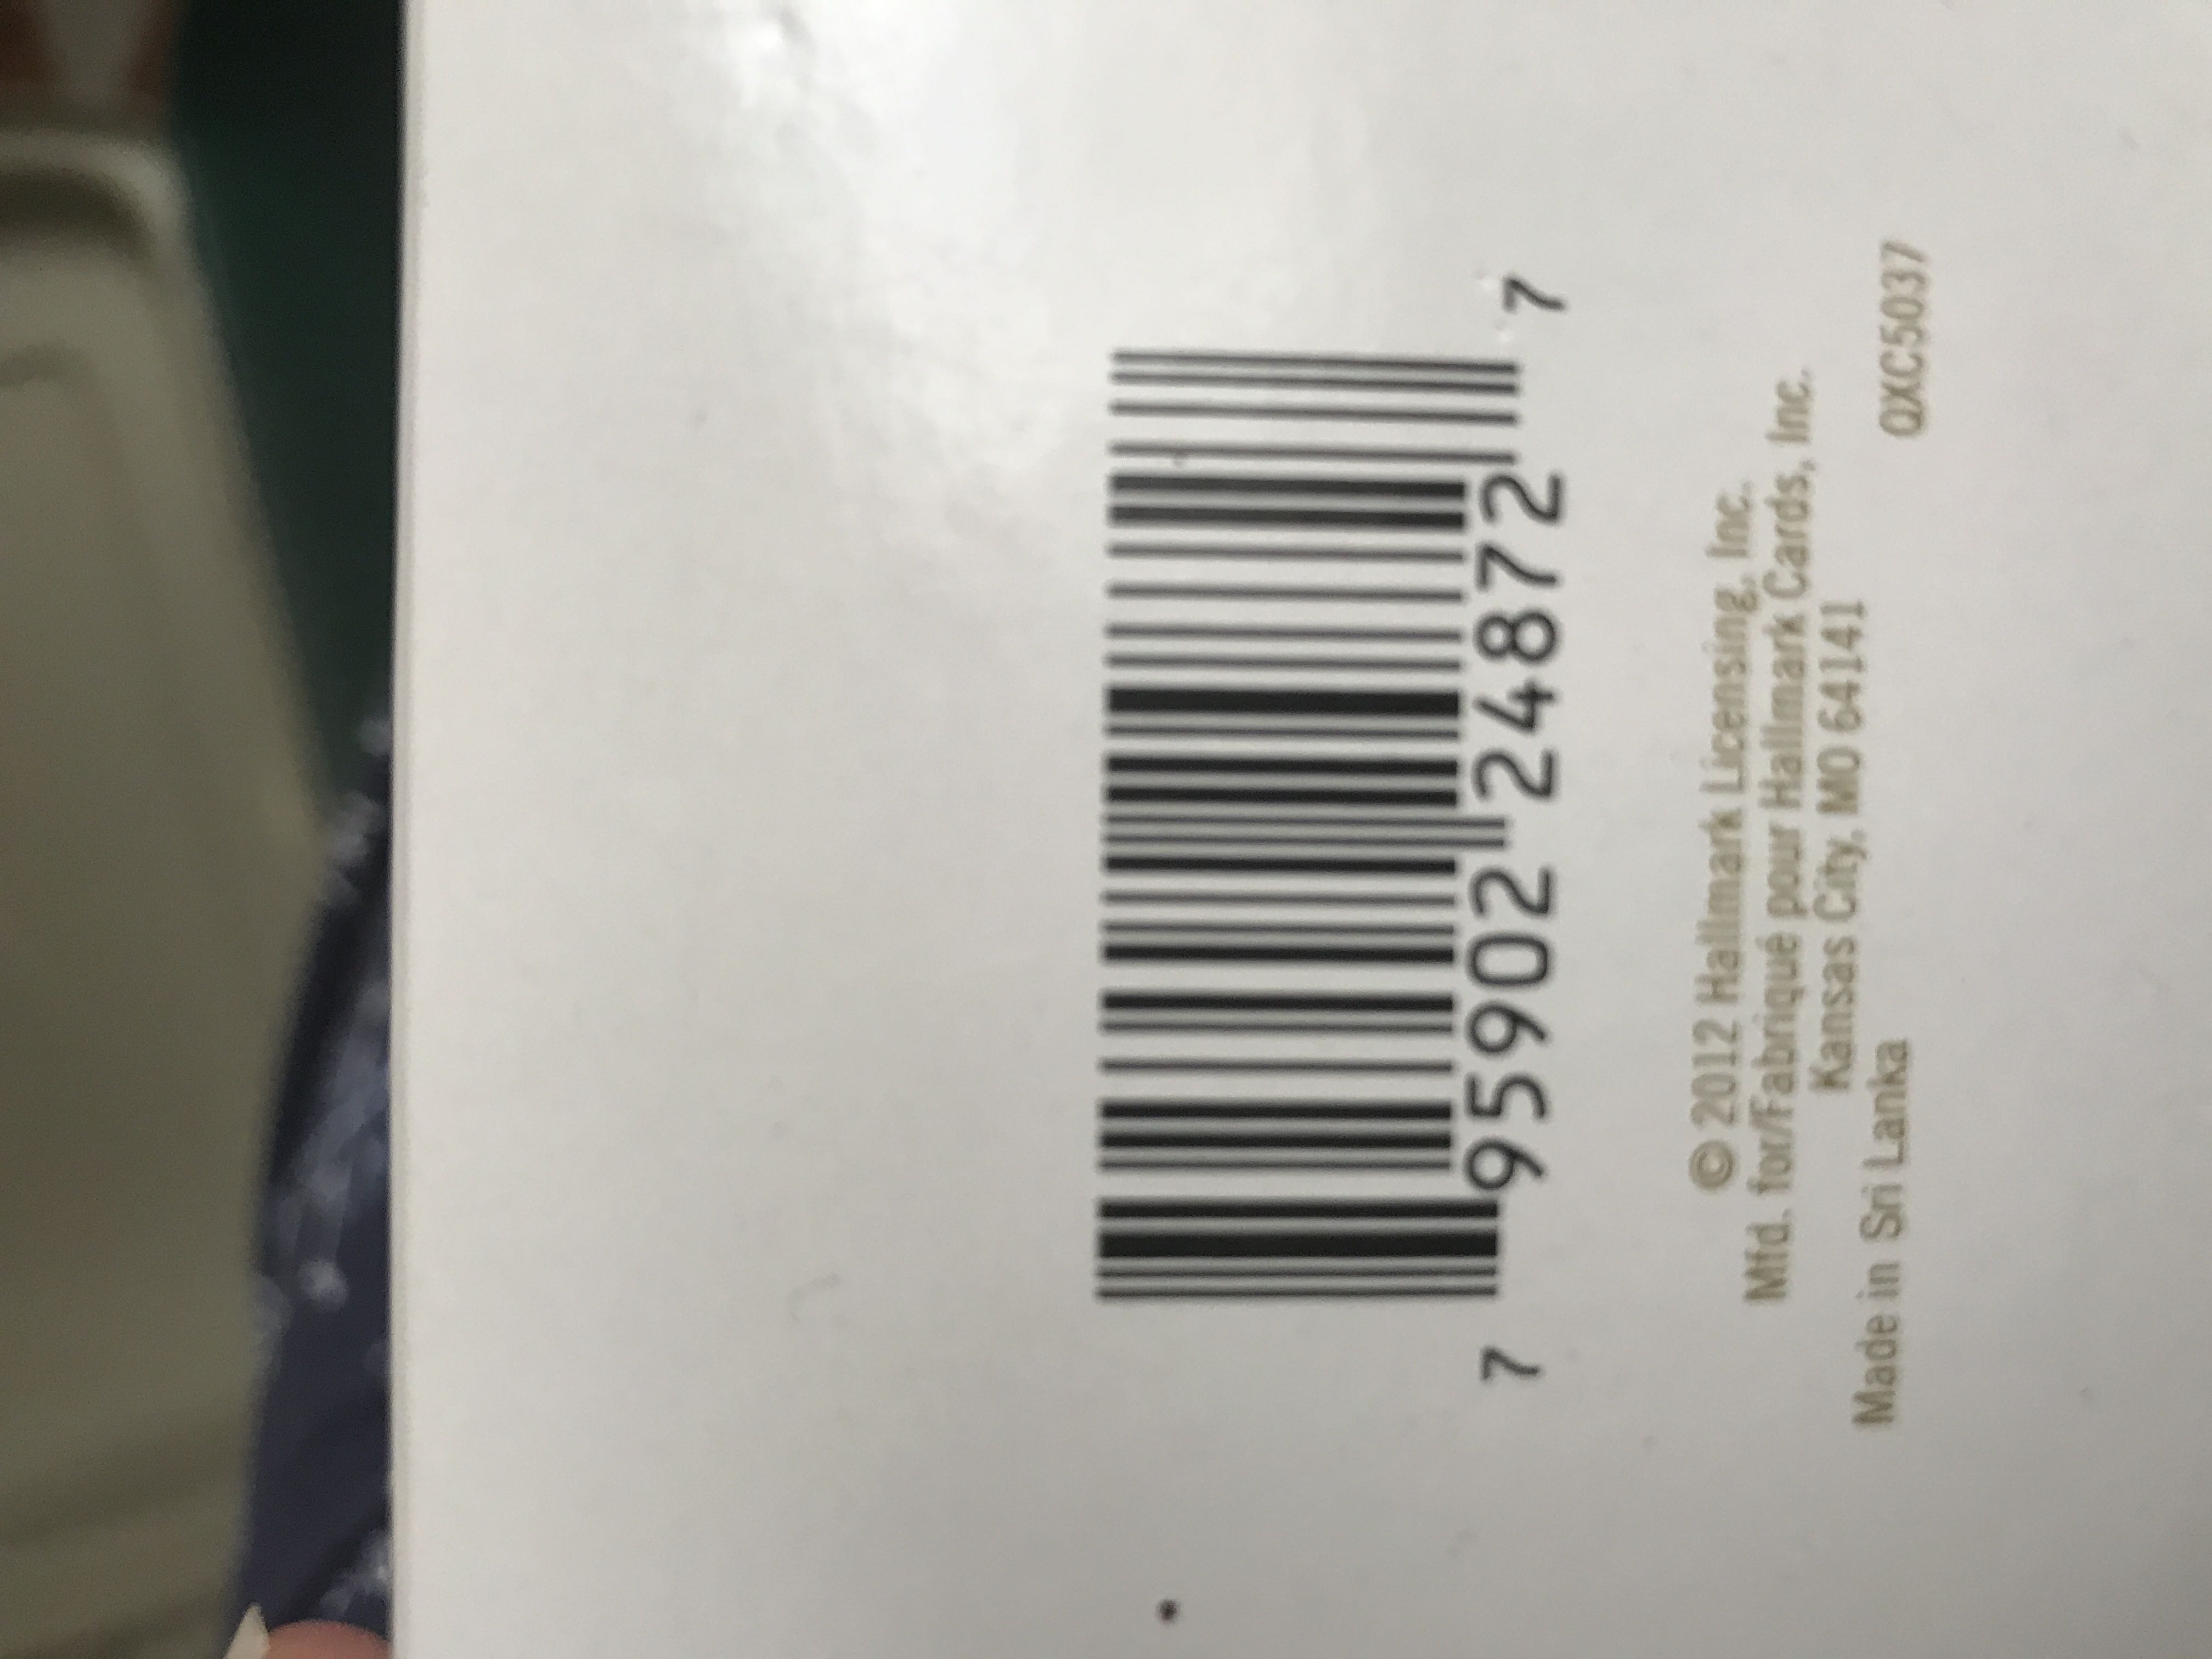 7 95902 24872 7
© 2012 Hallmark Licensing, Inc.
Mfd. for/Fabriqué pour Hallmark Cards, Inc.
Kansas City, MO 64141
Made in Sri Lanka QXC5037